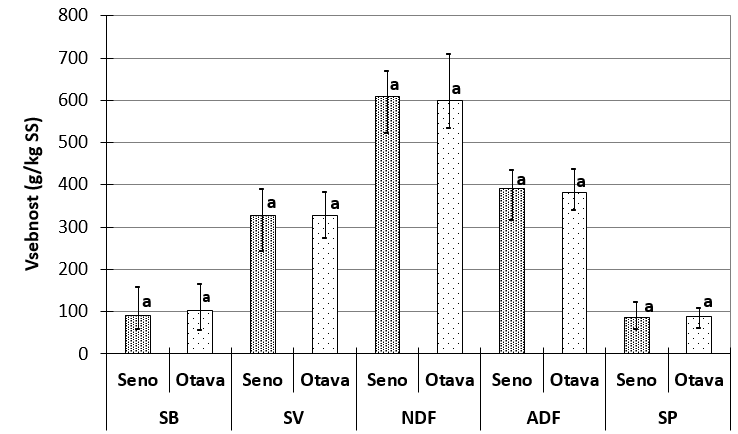 800
700
600
500
400
300
200
100
0
Vsebnost (g/kg SS)
a a a a a a a a a a
Seno Otava Seno Otava Seno Otava Seno Otava Seno Otava
SB SV NDF ADF SP